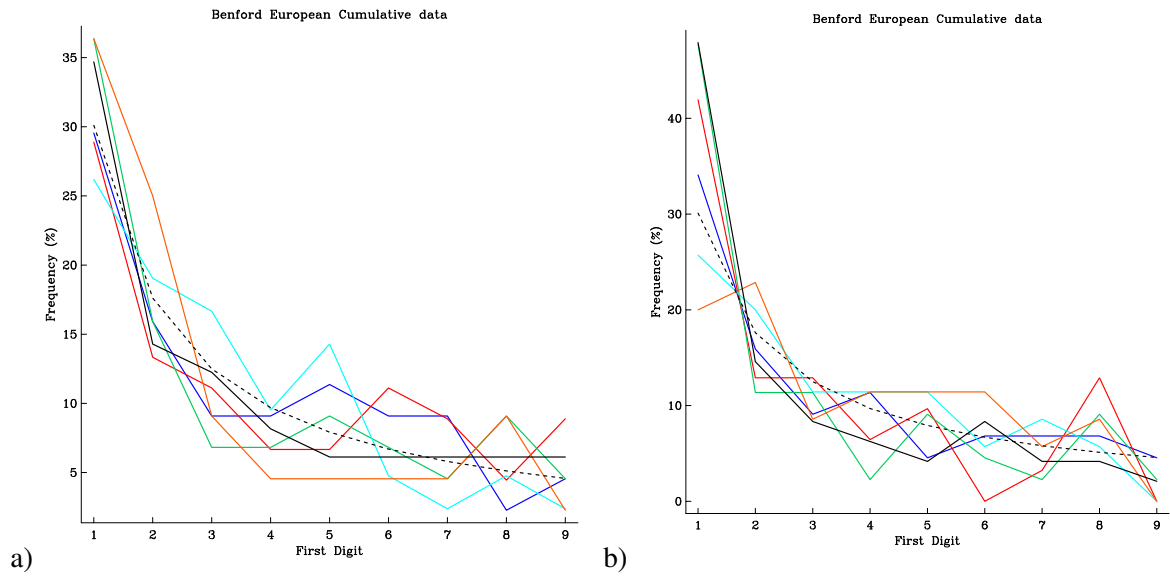 Benford European Cumulative data
35
30
25
20
15
10
5
Frequency (%)
1 2 3 4 5 6 7 8 9
First Digit
a)
Benford European Cumulative data
40
30
20
10
0
Frequency (%)
1 2 3 4 5 6 7 8 9
First Digit
b)